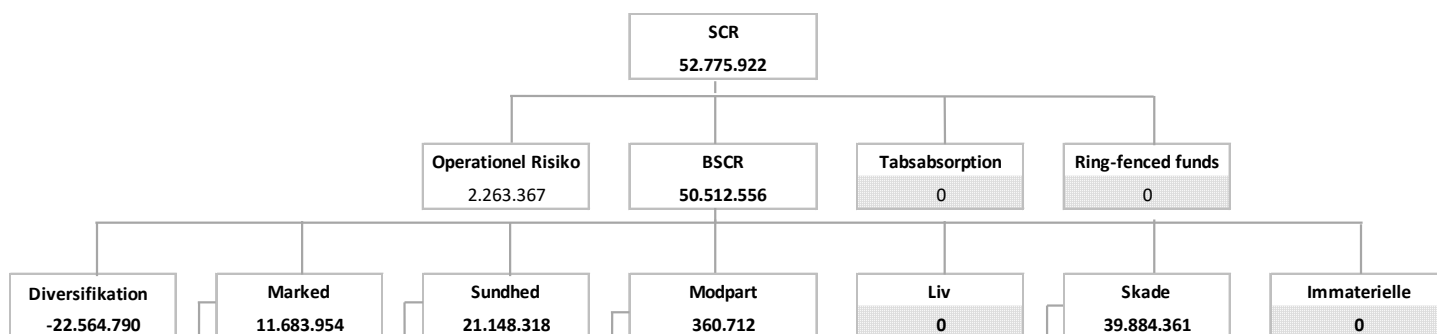 SCR
52.775.922
Operationel Risiko
2.263.367
BSCR
50.512.556
Tabsabsorption
0
Ring-fenced funds
0
Diversifikation
-22.564.790
Marked
11.683.954
Sundhed
21.148.318
Modpart
360.712
Liv
0
Skade
39.884.361
Immaterielle
0